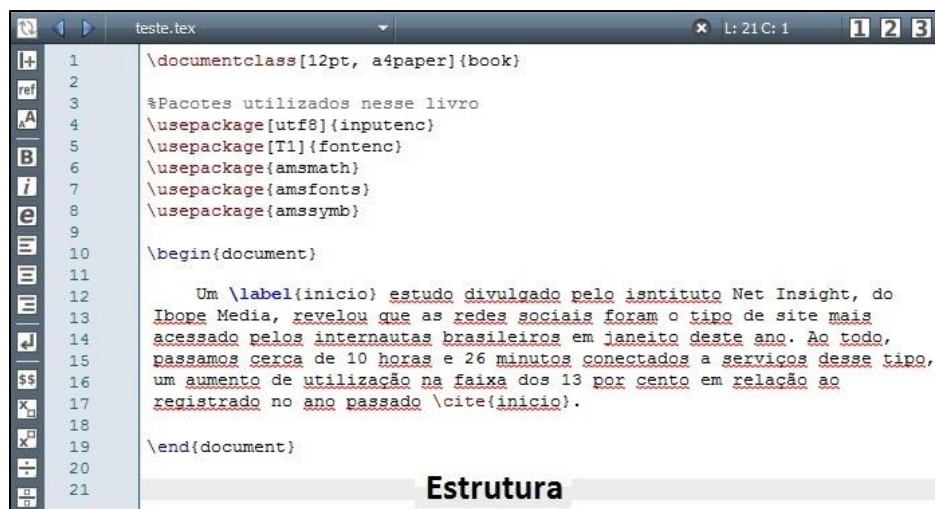 teste.tex L: 21 C: 1 1 2 3
1 \documentclass[12pt, a4paper]{book}
2
3 %Pacotes utilizados nesse livro
4 \usepackage[utf8]{inputenc}
5 \usepackage[T1]{fontenc}
6 \usepackage{amsmath}
7 \usepackage{amsfonts}
8 \usepackage{amssymb}
9
10 \begin{document}
11
12 Um \label{inicio} estudo divulgado pelo isntituto Net Insight, do
13 Ibope Media, revelou que as redes sociais foram o tipo de site mais
14 acessado pelos internautas brasileiros em janeito deste ano. Ao todo,
15 passamos cerca de 10 horas e 26 minutos conectados a serviços desse tipo,
16 um aumento de utilização na faixa dos 13 por cento em relação ao
17 registrado no ano passado \cite{inicio}.
18
19 \end{document}
20
21
ref
AA
B
i
e
$$
Estrutura